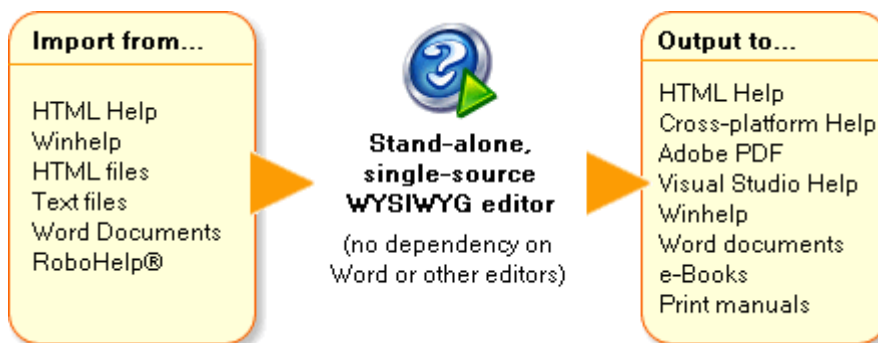 Import from...
HTML Help
Winhelp
HTML files
Text files
Word Documents
RoboHelp®
Stand-alone,
single-source
WYSIWYG editor
(no dependency on
Word or other editors)
Output to...
HTML Help
Cross-platform Help
Adobe PDF
Visual Studio Help
Winhelp
Word documents
e-Books
Print manuals